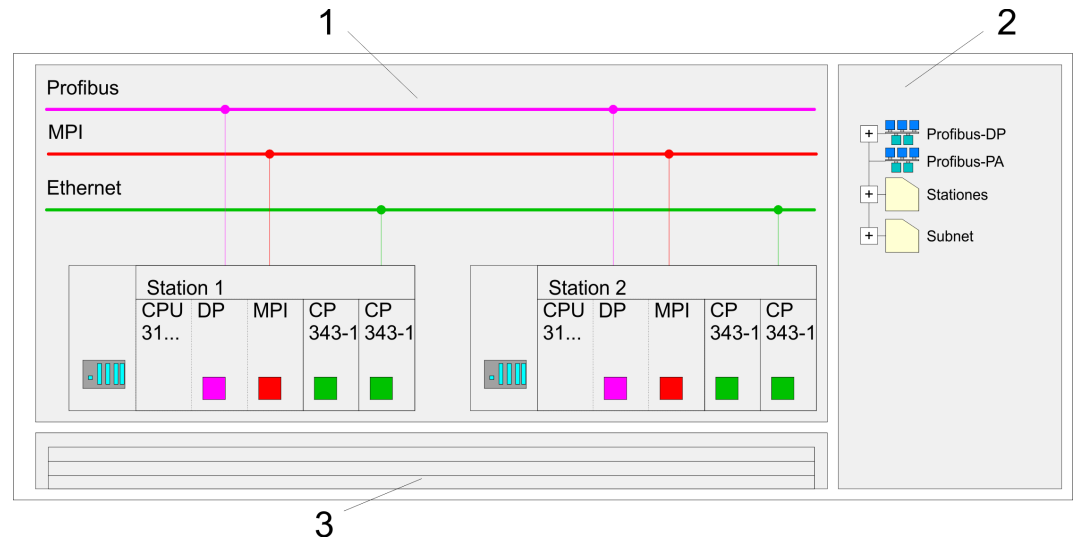 1
2
Profibus
MPI
Ethernet
Profibus-DP
Profibus-PA
Stationes
Subnet
Station 1
CPU 31...
DP
MPI
CP 343-1
CP 343-1
Station 2
CPU 31...
DP
MPI
CP 343-1
CP 343-1
3